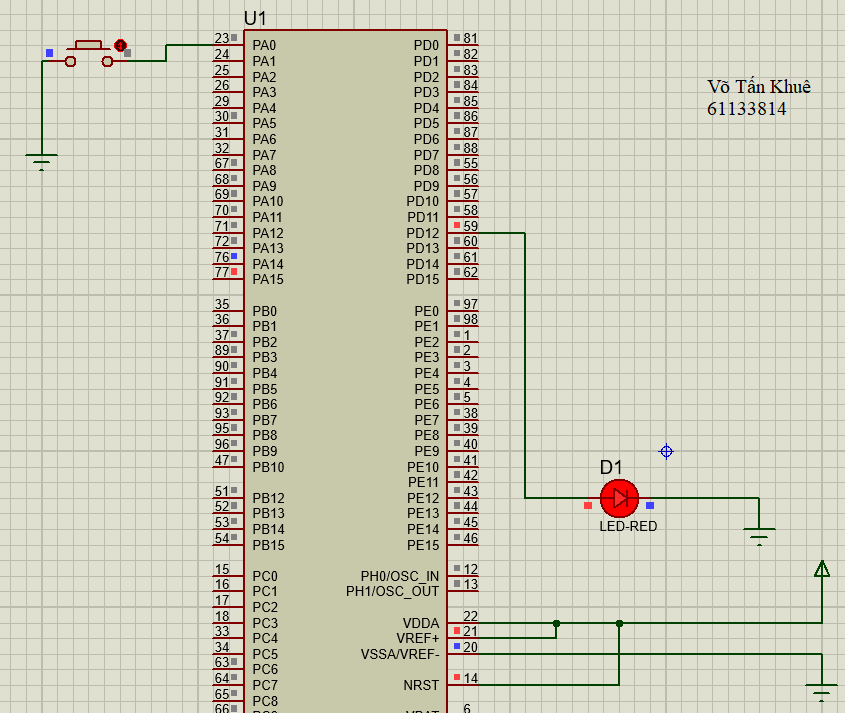 U1
23 PA0 PD0 81
24 PA1 PD1 82
25 PA2 PD2 83
26 PA3 PD3 84
29 PA4 PD4 85
30 PA5 PD5 86
31 PA6 PD6 87
32 PA7 PD7 88
67 PA8 PD8 55
68 PA9 PD9 56
69 PA10 PD10 57
70 PA11 PD11 58
71 PA12 PD12 59
72 PA13 PD13 60
76 PA14 PD14 61
77 PA15 PD15 62
35 PB0 PE0 97
36 PB1 PE1 98
37 PB2 PE2 1
89 PB3 PE3 2
90 PB4 PE4 3
91 PB5 PE5 4
92 PB6 PE6 5
93 PB7 PE7 38
95 PB8 PE8 39
96 PB9 PE9 40
47 PB10 PE10 41
PE11 42
51 PB12 PE12 43
52 PB13 PE13 44
53 PB14 PE14 45
54 PB15 PE15 46
15 PC0 PH0/OSC_IN 12
16 PC1 PH1/OSC_OUT 13
17 PC2
18 PC3 VDDA 22
33 PC4 VREF+ 21
34 PC5 VSSA/VREF- 20
63 PC6
64 PC7 NRST 14
65 PC8
66 6
Võ Tấn Khuê
61133814
D1
LED-RED